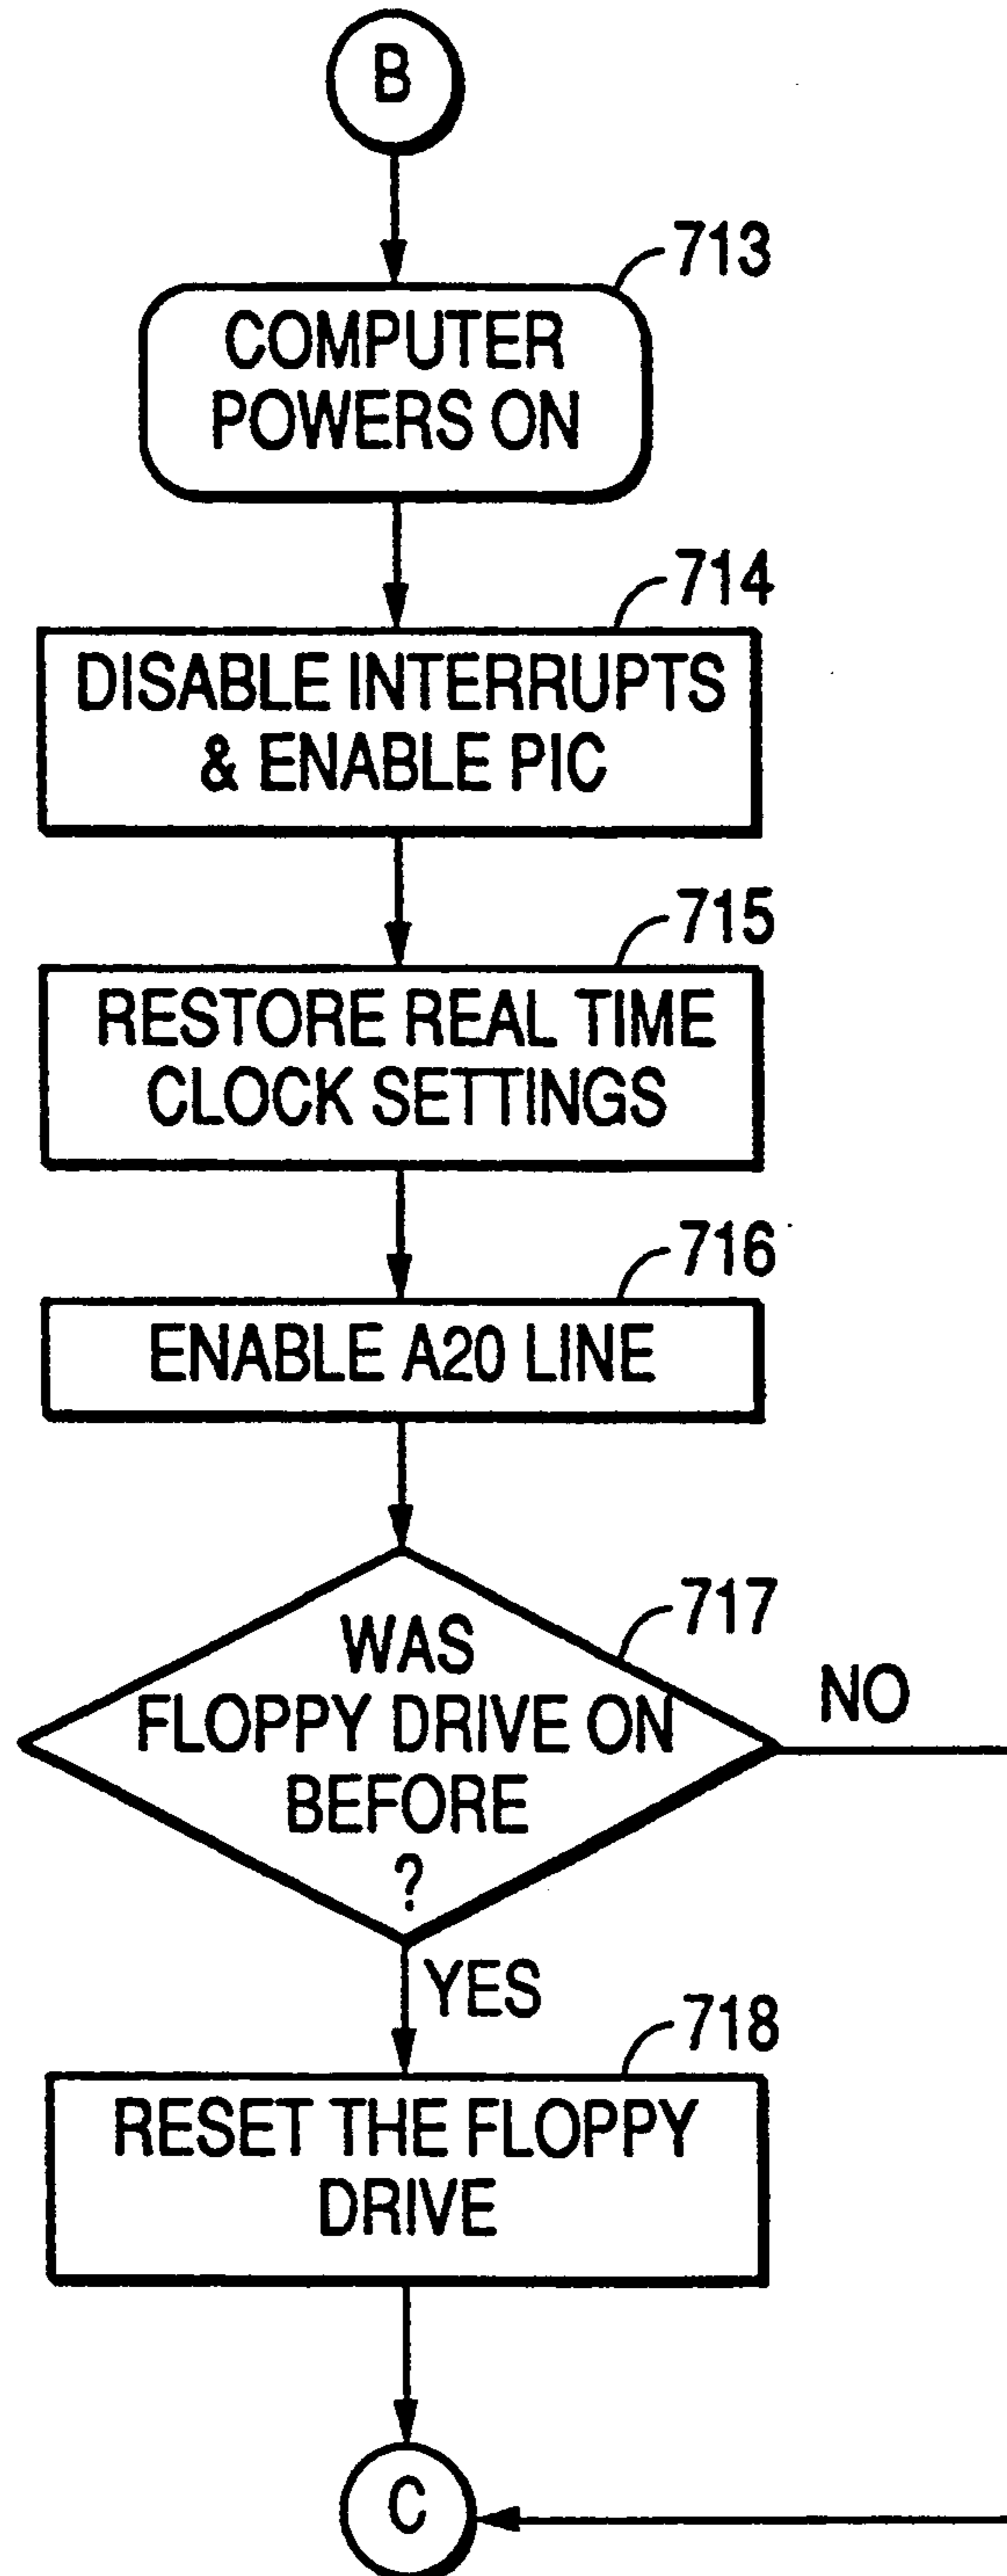 B
713
COMPUTER
POWERS ON
714
DISABLE INTERRUPTS
& ENABLE PIC
715
RESTORE REAL TIME
CLOCK SETTINGS
716
ENABLE A20 LINE
717
WAS
FLOPPY DRIVE ON
BEFORE
?
NO
YES
718
RESET THE FLOPPY
DRIVE
C